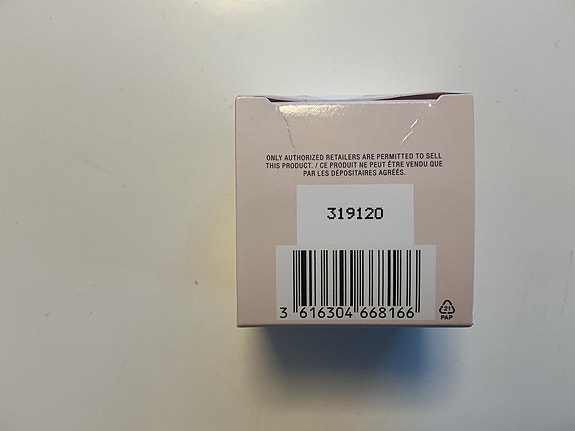 ONLY AUTHORIZED RETAILERS ARE PERMITTED TO SELL
THIS PRODUCT. / CE PRODUIT NE PEUT ÊTRE VENDU QUE
PAR LES DÉPOSITAIRES AGRÉÉS.
319120
3 616304 668166
21
PAP